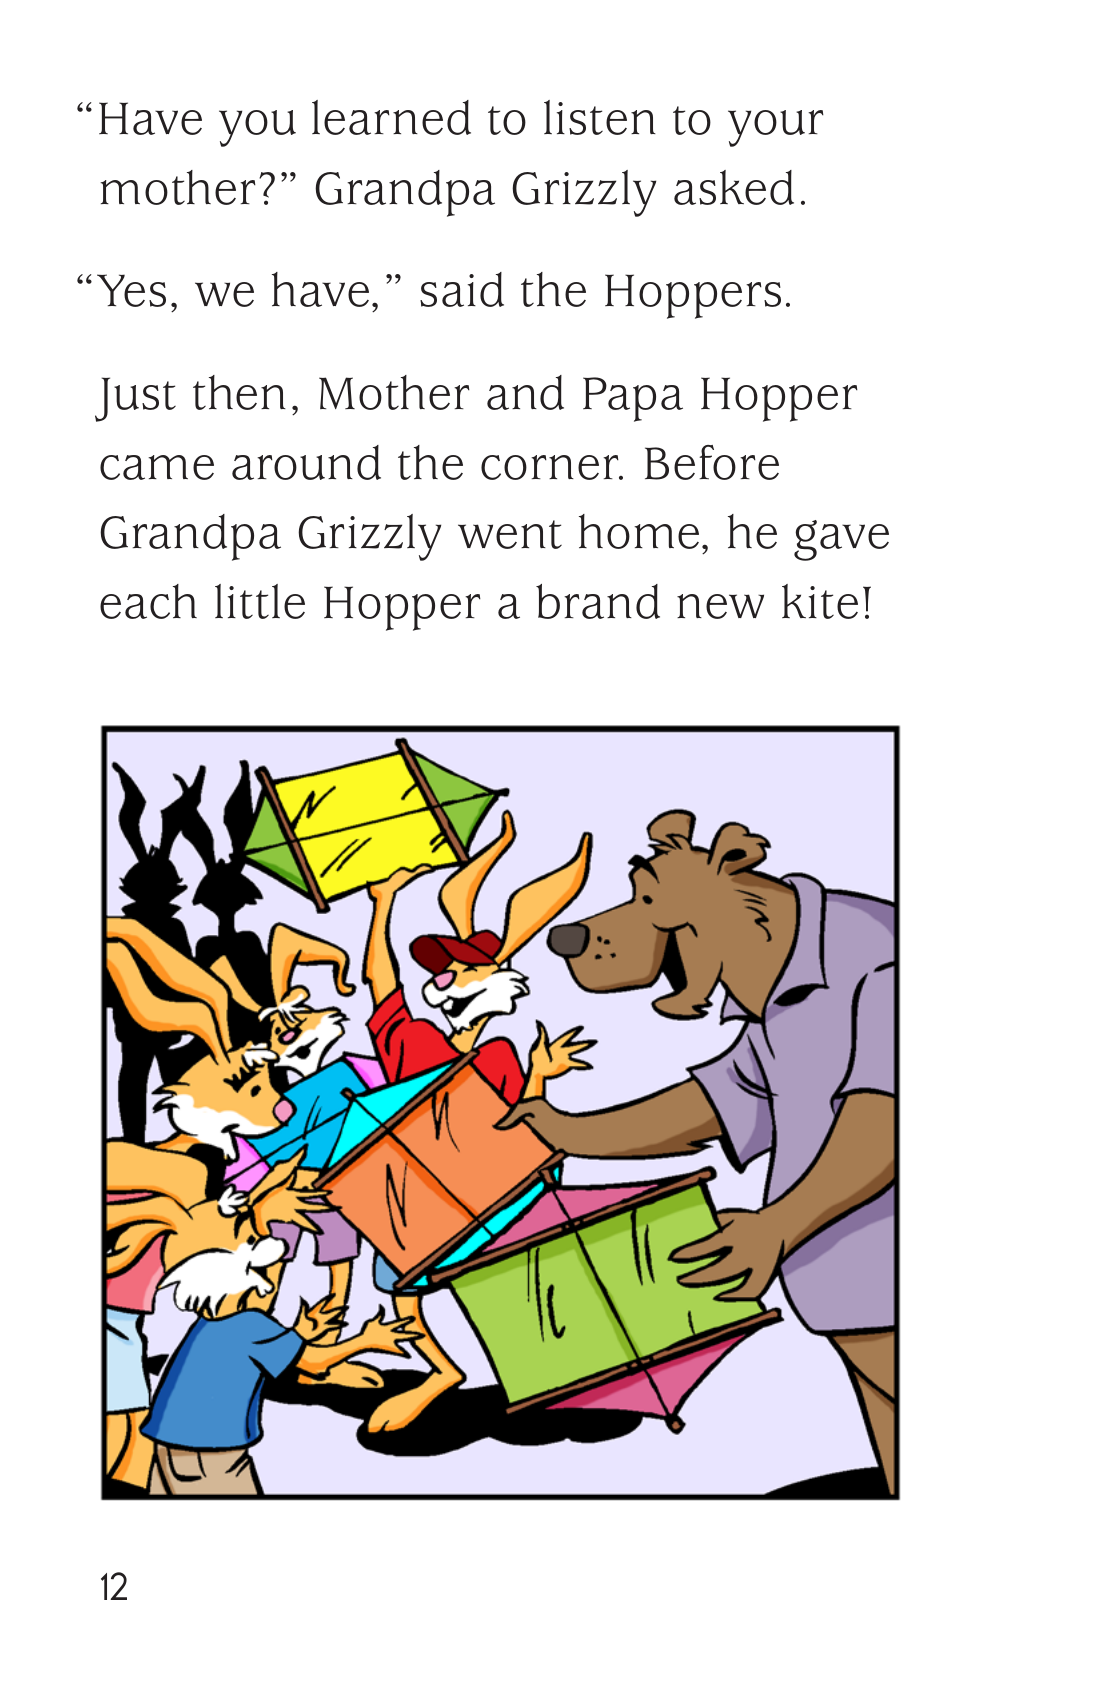 “Have you learned to listen to your
mother?” Grandpa Grizzly asked.
“Yes, we have,” said the Hoppers.
Just then, Mother and Papa Hopper
came around the corner. Before
Grandpa Grizzly went home, he gave
each little Hopper a brand new kite!
12